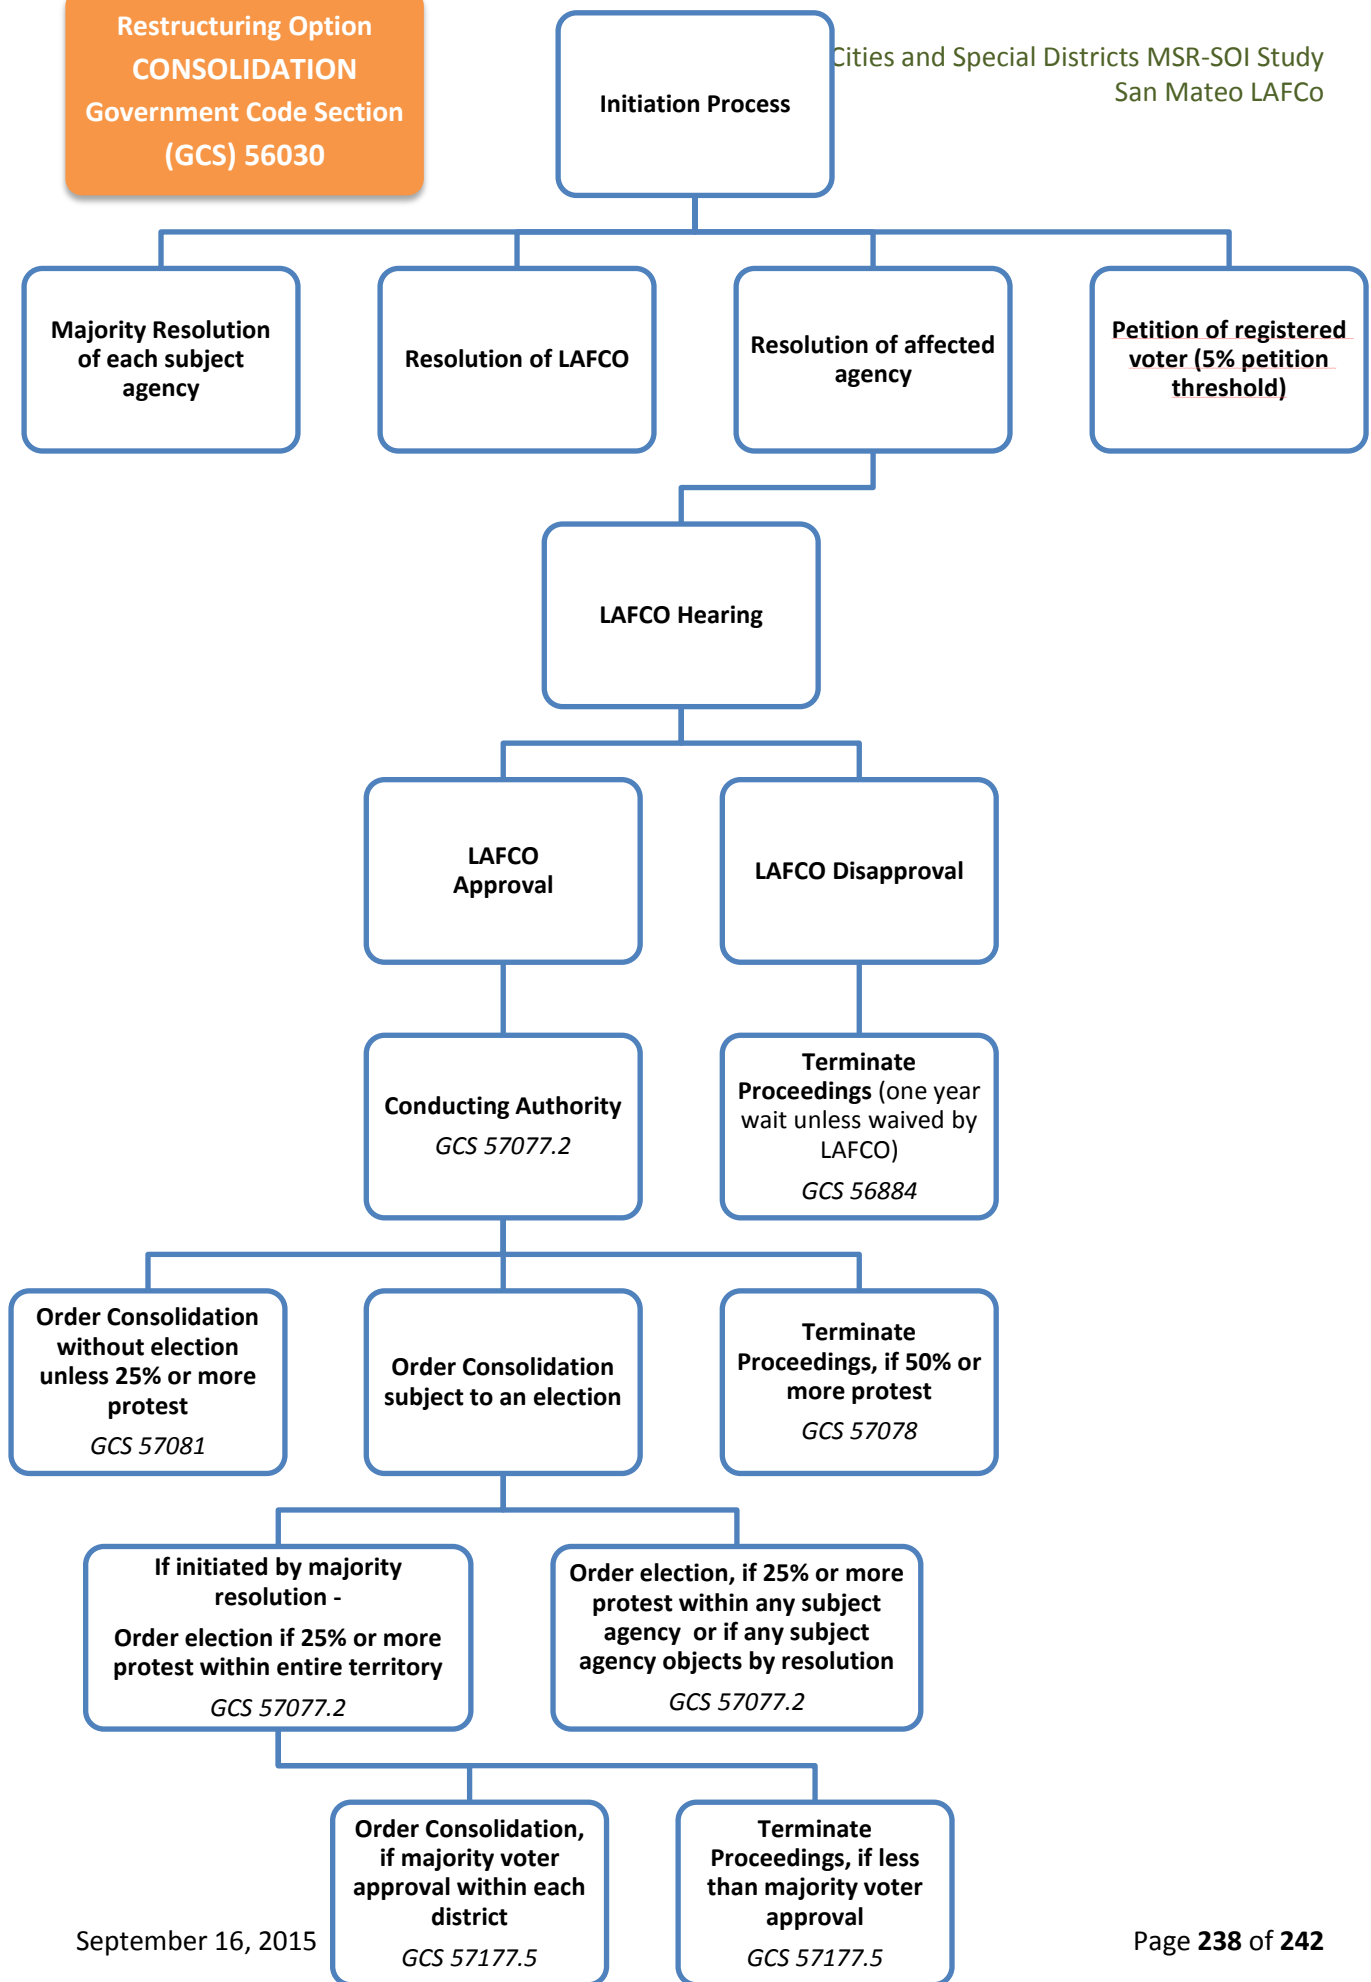 Restructuring Option
CONSOLIDATION
Government Code Section
(GCS) 56030
Cities and Special Districts MSR-SOI Study
San Mateo LAFCo
Initiation Process
Majority Resolution
of each subject
agency
Resolution of LAFCO
Resolution of affected
agency
Petition of registered
voter (5% petition
threshold)
LAFCO Hearing
LAFCO
Approval
LAFCO Disapproval
Conducting Authority
GCS 57077.2
Terminate
Proceedings (one year
wait unless waived by
LAFCO)
GCS 56884
Order Consolidation
without election
unless 25% or more
protest
GCS 57081
Order Consolidation
subject to an election
Terminate
Proceedings, if 50% or
more protest
GCS 57078
If initiated by majority
resolution -
Order election if 25% or more
protest within entire territory
GCS 57077.2
Order election, if 25% or more
protest within any subject
agency or if any subject
agency objects by resolution
GCS 57077.2
Order Consolidation,
if majority voter
approval within each
district
GCS 57177.5
Terminate
Proceedings, if less
than majority voter
approval
GCS 57177.5
September 16, 2015
Page 238 of 242